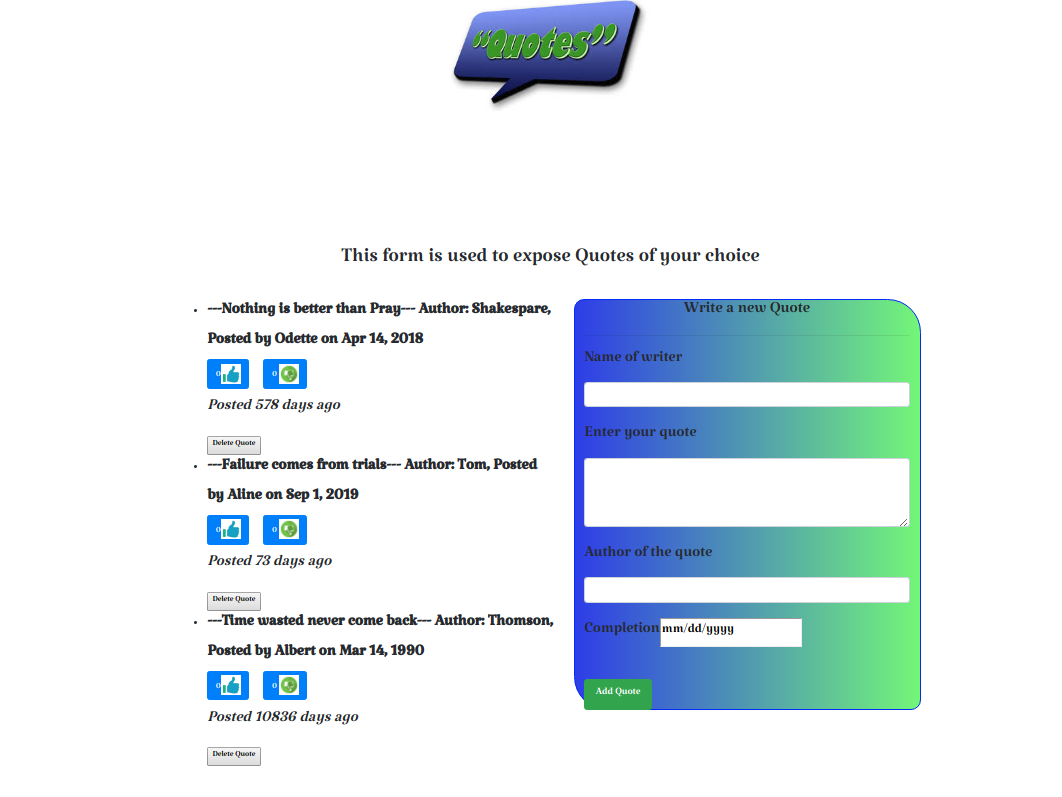 “Quotes”
This form is used to expose Quotes of your choice
---Nothing is better than Pray--- Author: Shakespare,
Posted by Odette on Apr 14, 2018
0 0
Posted 578 days ago
Delete Quote
---Failure comes from trials--- Author: Tom, Posted
by Aline on Sep 1, 2019
0 0
Posted 73 days ago
Delete Quote
---Time wasted never come back--- Author: Thomson,
Posted by Albert on Mar 14, 1990
0 0
Posted 10836 days ago
Delete Quote
Write a new Quote
Name of writer
Enter your quote
Author of the quote
Completion mm/dd/yyyy
Add Quote